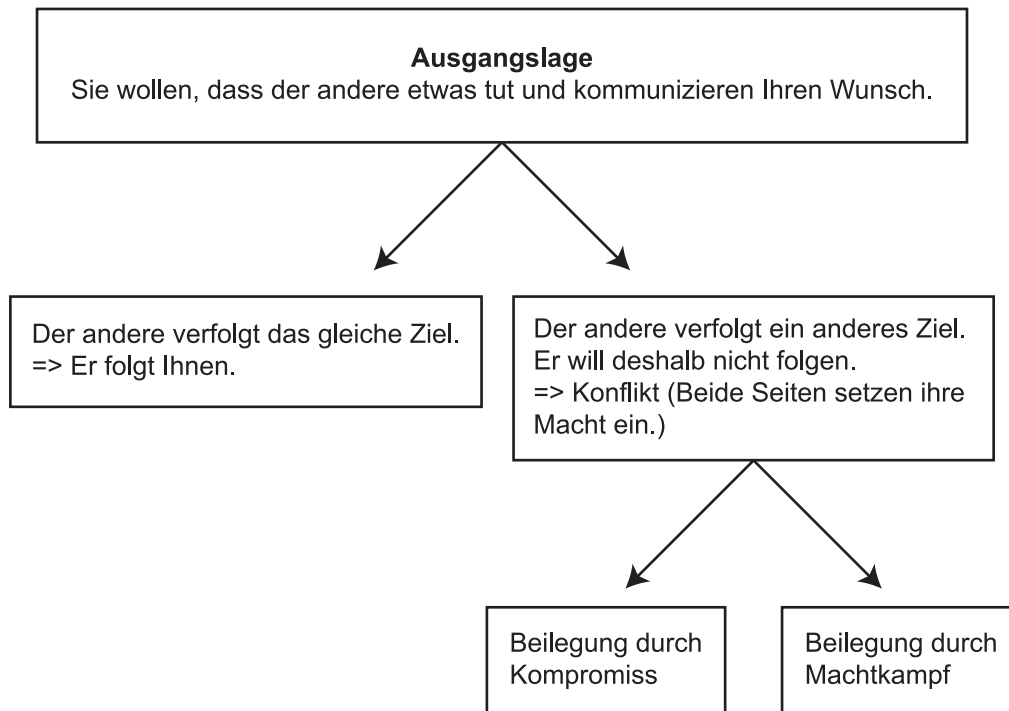 Ausgangslage
Sie wollen, dass der andere etwas tut und kommunizieren Ihren Wunsch.
Der andere verfolgt das gleiche Ziel.
=> Er folgt Ihnen.
Der andere verfolgt ein anderes Ziel.
Er will deshalb nicht folgen.
=> Konflikt (Beide Seiten setzen ihre
Macht ein.)
Beilegung durch
Kompromiss
Beilegung durch
Machtkampf